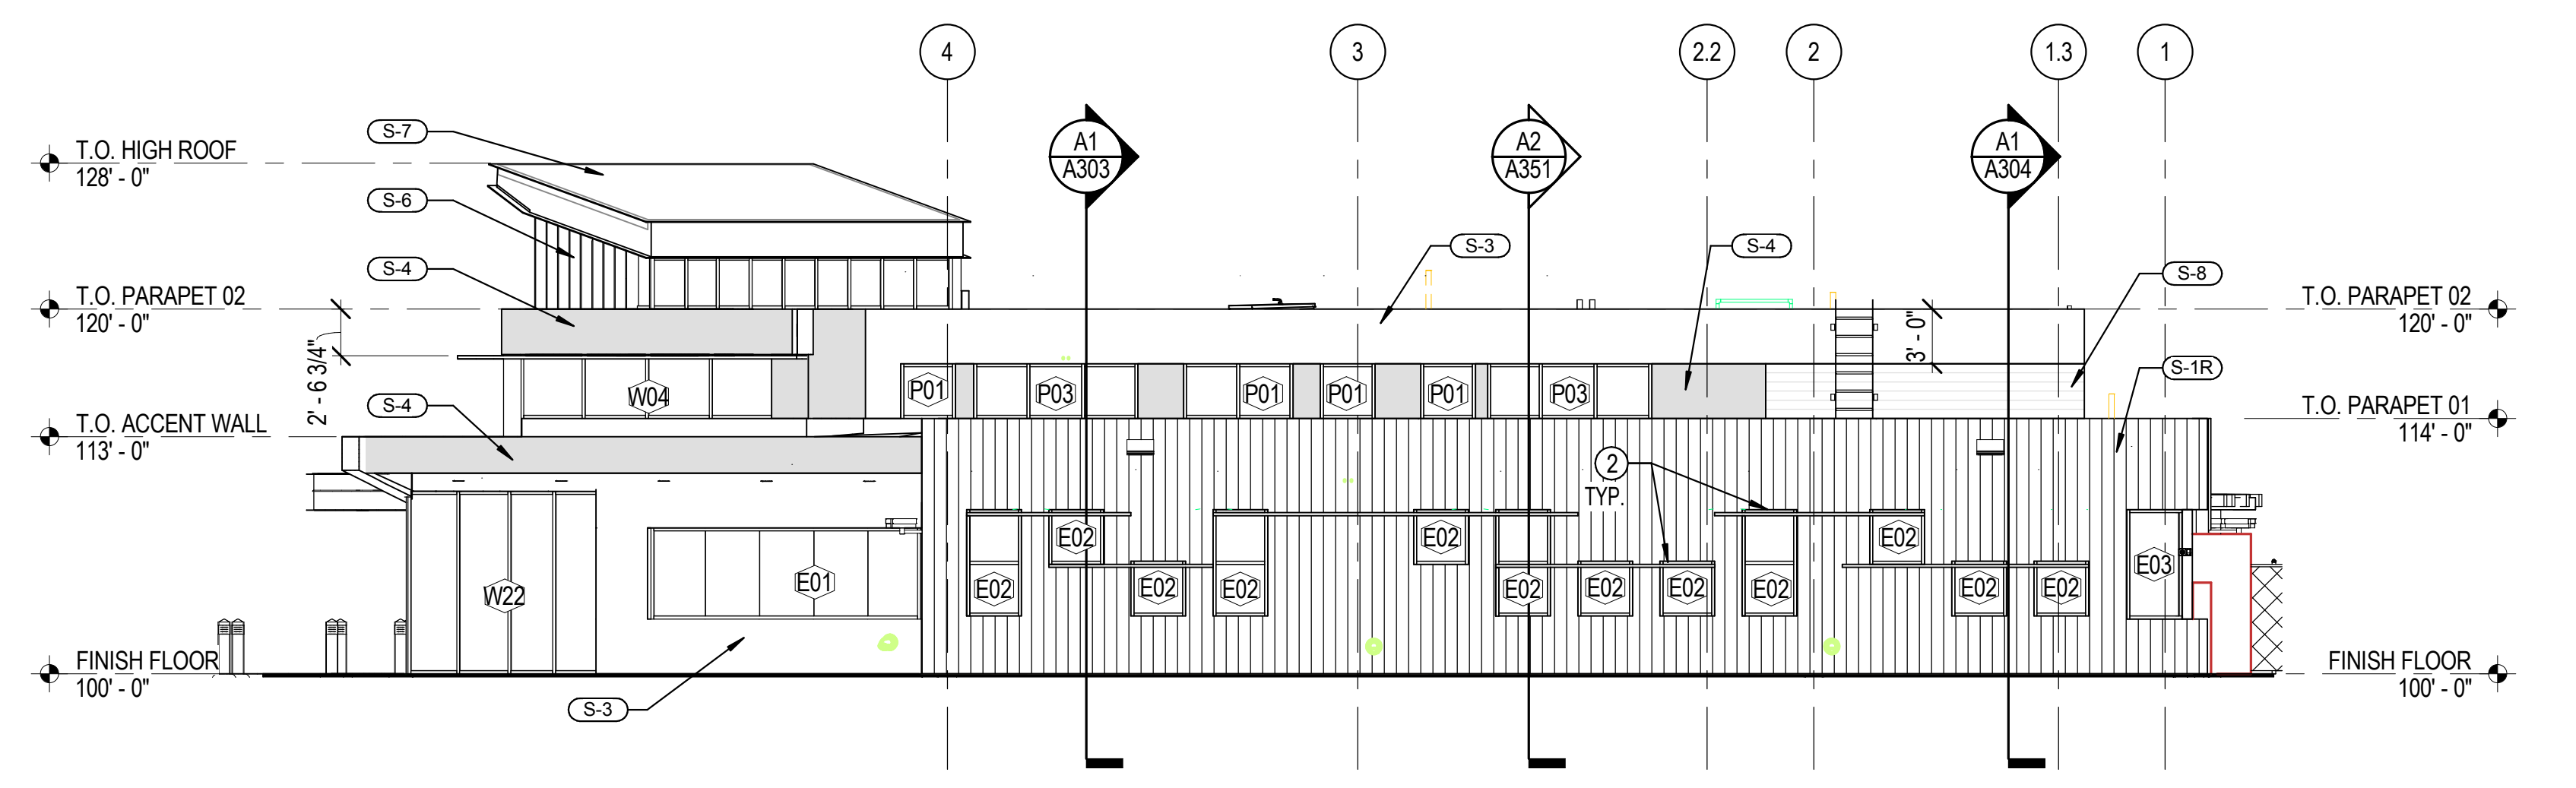 4
3
2.2
2
1.3
1
A1
A303
A2
A351
A1
A304
S-7
T.O. HIGH ROOF
128' - 0"
S-6
S-4
S-3
S-4
S-8
T.O. PARAPET 02
120' - 0"
T.O. PARAPET 02
120' - 0"
2' - 6 3/4"
3' - 0"
S-1R
W04
P01
P03
P01
P01
P01
P03
S-4
T.O. ACCENT WALL
113' - 0"
T.O. PARAPET 01
114' - 0"
2
TYP.
E02
E02
E02
E03
W22
E01
E02
E02
E02
E02
E02
E02
E02
E02
E02
FINISH FLOOR
100' - 0"
FINISH FLOOR
100' - 0"
S-3